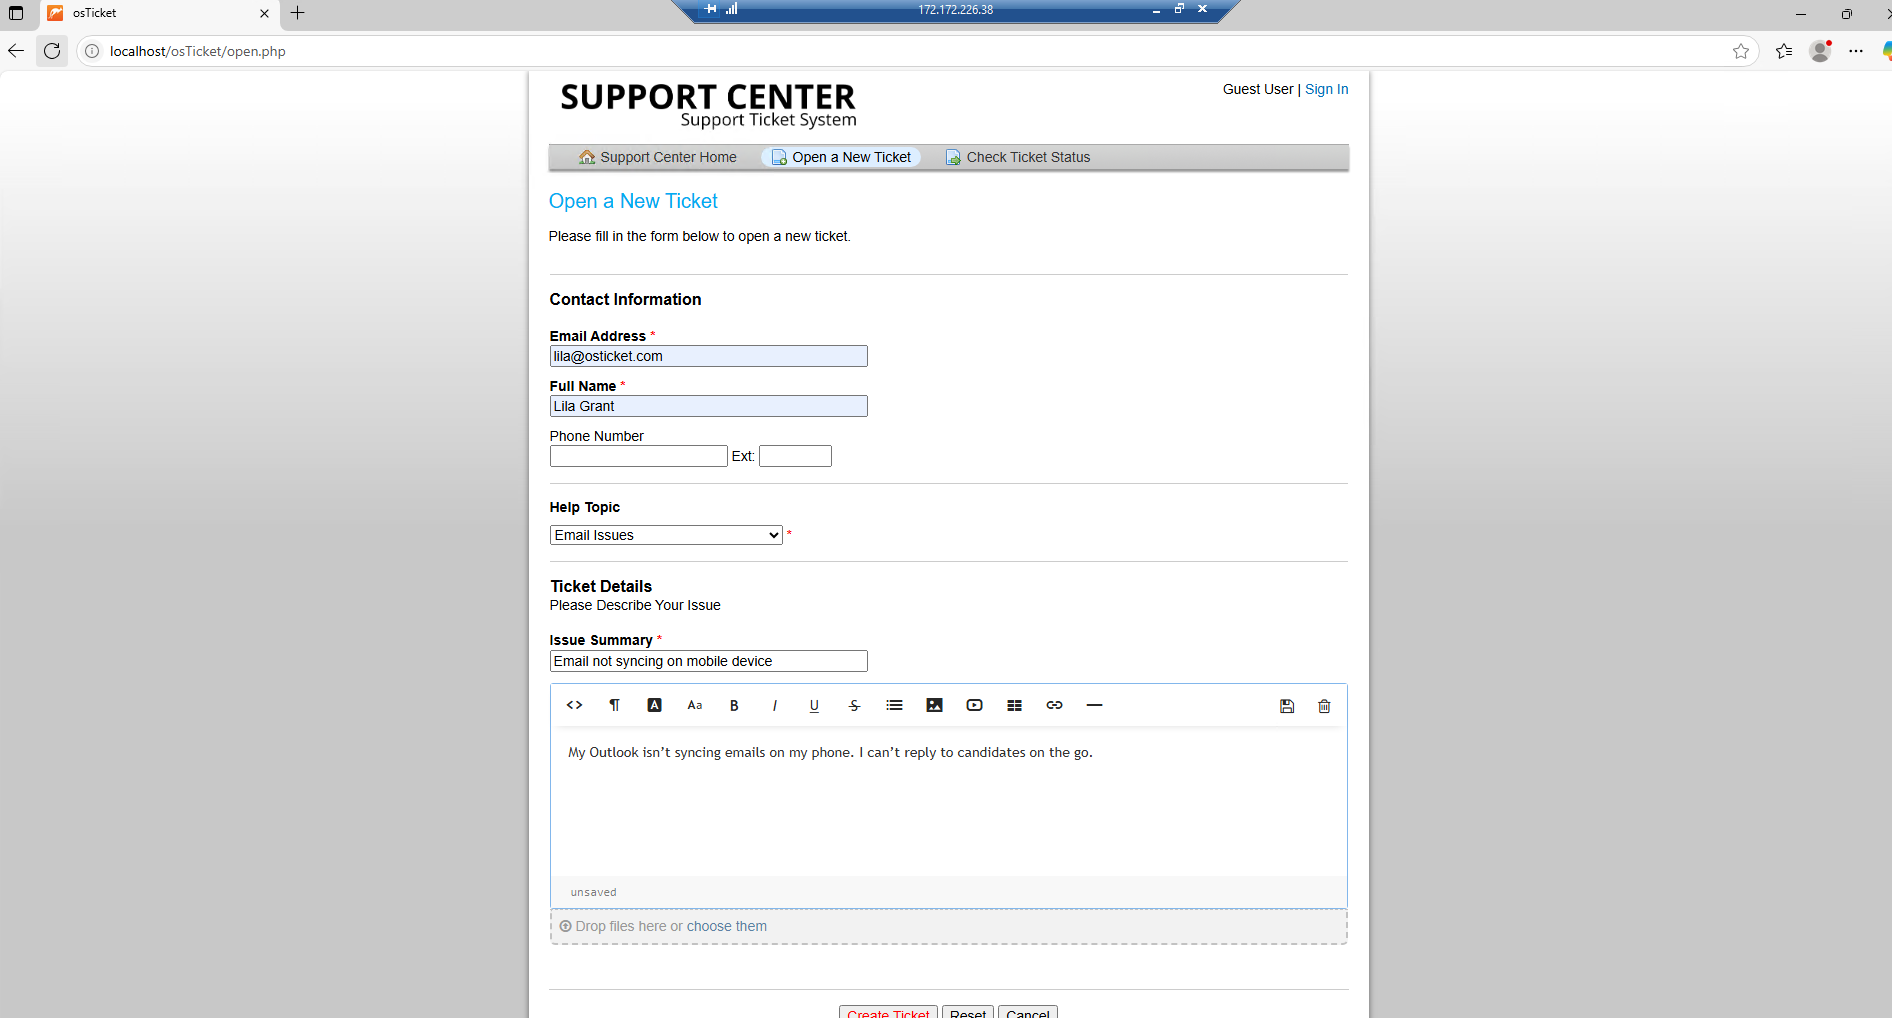 osTicket
172.172.226.38
localhost/osTicket/open.php
SUPPORT CENTER
Support Ticket System
Guest User | Sign In
Support Center Home
Open a New Ticket
Check Ticket Status
Open a New Ticket
Please fill in the form below to open a new ticket.
Contact Information
Email Address *
lila@osticket.com
Full Name *
Lila Grant
Phone Number
Ext:
Help Topic
Email Issues *
Ticket Details
Please Describe Your Issue
Issue Summary *
Email not syncing on mobile device
<> ¶ A Aa B I U S
My Outlook isn’t syncing emails on my phone. I can’t reply to candidates on the go.
unsaved
Drop files here or choose them
Create Ticket Reset Cancel